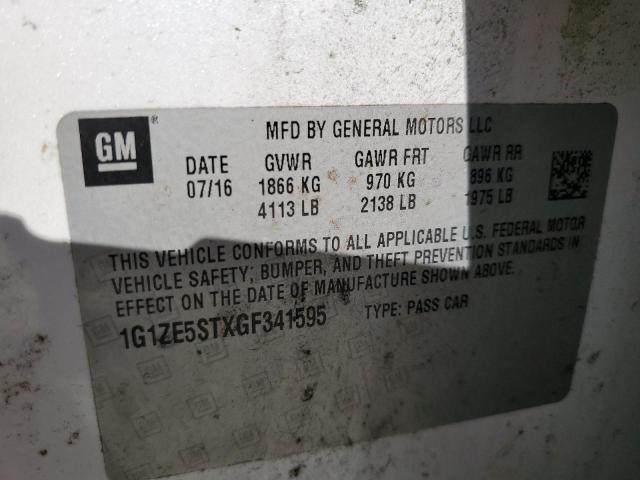 GM®
MFD BY GENERAL MOTORS LLC
DATE GVWR GAWR FRT GAWR RR
07/16 1866 KG 970 KG 896 KG
4113 LB 2138 LB 1975 LB
THIS VEHICLE CONFORMS TO ALL APPLICABLE U.S. FEDERAL MOTOR
VEHICLE SAFETY, BUMPER, AND THEFT PREVENTION STANDARDS IN
EFFECT ON THE DATE OF MANUFACTURE SHOWN ABOVE.
1G1ZE5STXGF341595 TYPE: PASS CAR